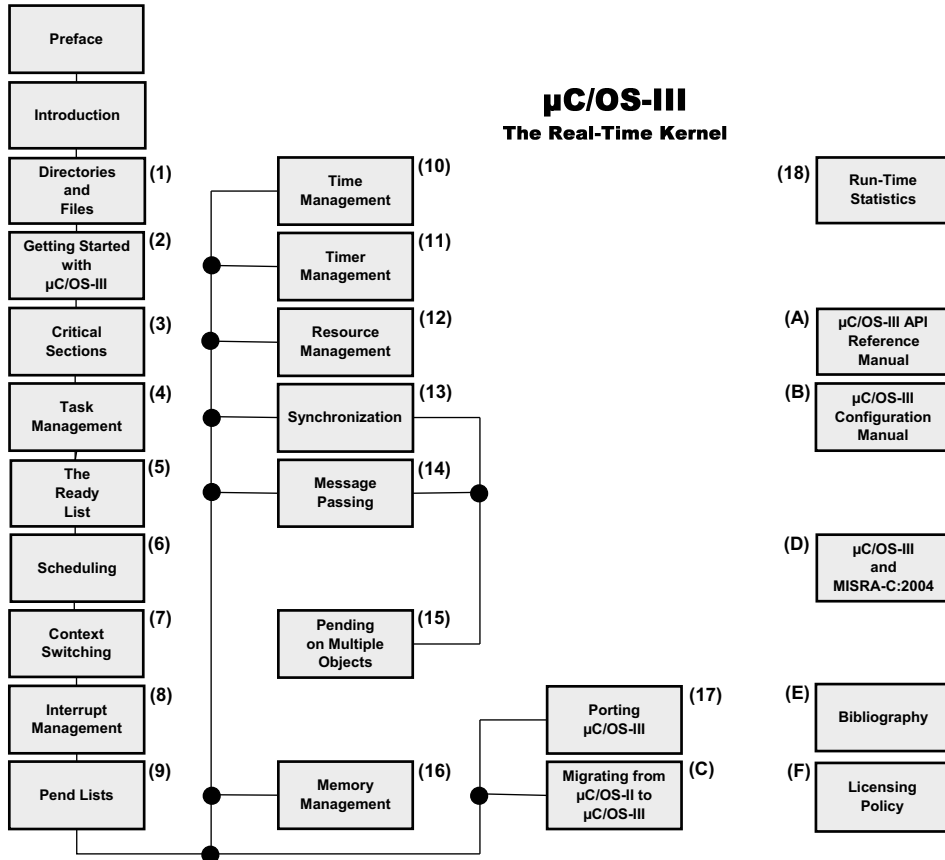 Preface
Introduction
µC/OS-III
The Real-Time Kernel
Directories
and
Files
(1)
Getting Started
with
µC/OS-III
(2)
Critical
Sections
(3)
Task
Management
(4)
The
Ready
List
(5)
Scheduling
(6)
Context
Switching
(7)
Interrupt
Management
(8)
Pend Lists
(9)
Time
Management
(10)
Timer
Management
(11)
Resource
Management
(12)
Synchronization
(13)
Message
Passing
(14)
Pending
on Multiple
Objects
(15)
Memory
Management
(16)
Porting
µC/OS-III
(17)
Migrating from
µC/OS-II to
µC/OS-III
(C)
(18)
Run-Time
Statistics
(A)
µC/OS-III API
Reference
Manual
(B)
µC/OS-III
Configuration
Manual
(D)
µC/OS-III
and
MISRA-C:2004
(E)
Bibliography
(F)
Licensing
Policy